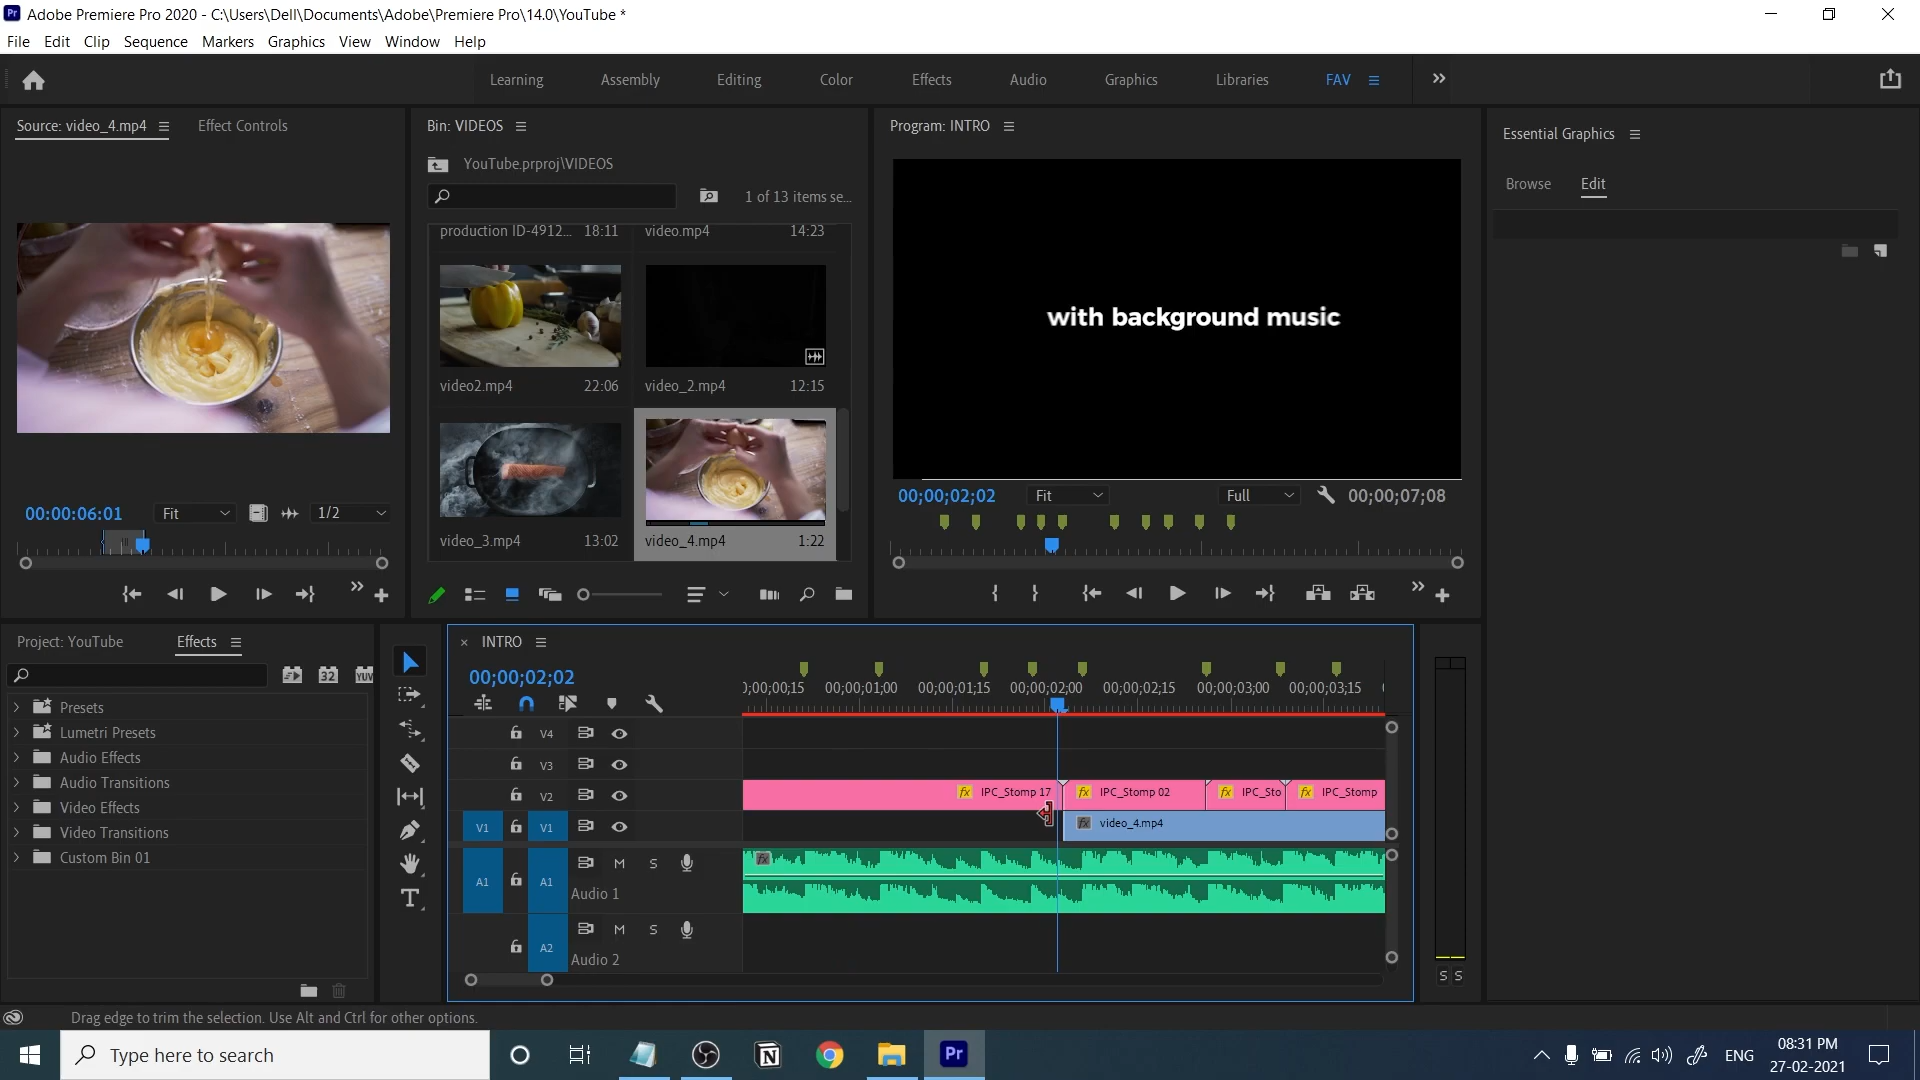 Adobe Premiere Pro 2020 - C:\Users\Dell\Documents\Adobe\Premiere Pro\14.0\YouTube *
File Edit Clip Sequence Markers Graphics View Window Help
Learning Assembly Editing Color Effects Audio Graphics Libraries FAV
Source: video_4.mp4 Effect Controls
Bin: VIDEOS
Program: INTRO
Essential Graphics
YouTube.prproj\VIDEOS
Browse Edit
1 of 13 items se...
production ID-4912... 18:11 video.mp4 14:23
with background music
video2.mp4 22:06 video_2.mp4 12:15
video_3.mp4 13:02 video_4.mp4 1:22
00:00:06:01 Fit 1/2
00;00;02;02 Fit Full 00;00;07;08
Project: YouTube Effects
INTRO
00;00;02;02
32 YUV
0;00;00;15 00;00;01;00 00;00;01;15 00;00;02;00 00;00;02;15 00;00;03;00 00;00;03;15
Presets
Lumetri Presets
Audio Effects
Audio Transitions
Video Effects
Video Transitions
Custom Bin 01
V4
V3
V2 fx IPC_Stomp 17 fx IPC_Stomp 02 fx IPC_Sto fx IPC_Stomp
V1 V1 fx video_4.mp4
A1 A1 M S fx
Audio 1
A2 M S
Audio 2
S S
Drag edge to trim the selection. Use Alt and Ctrl for other options.
Type here to search
Pr
ENG
08:31 PM
27-02-2021